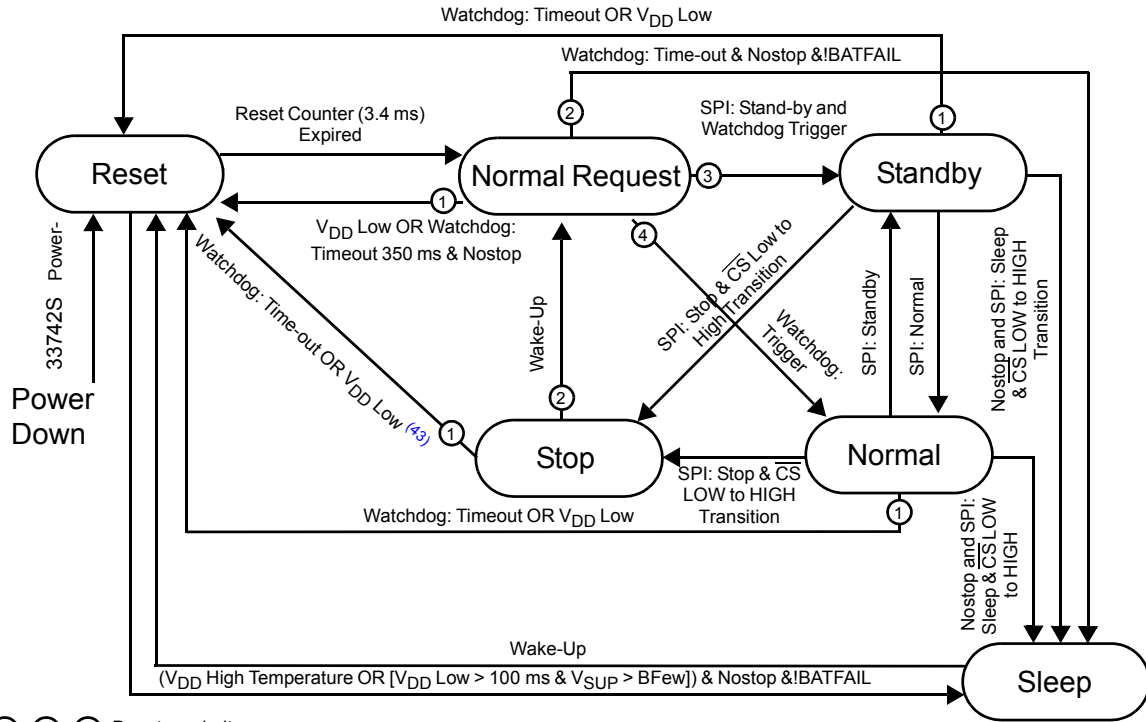 Watchdog: Timeout OR VDD Low
Watchdog: Time-out & Nostop &!BATFAIL
Reset Counter (3.4 ms)
Expired
2
SPI: Stand-by and
Watchdog Trigger
1
Reset
Normal Request
3
Standby
1
4
VDD Low OR Watchdog:
Timeout 350 ms & Nostop
33742S Power-
Power
Down
Watchdog: Time-out OR VDD Low (43)
Wake-Up
SPI: Stop & CS Low to
High Transition
Watchdog:
Trigger
SPI: Standby
SPI: Normal
Nostop and SPI: Sleep
& CS LOW to HIGH
Transition
2
1
Stop
Normal
SPI: Stop & CS
LOW to HIGH
Transition
1
Watchdog: Timeout OR VDD Low
Nostop and SPI:
Sleep & CS LOW
to HIGH
Wake-Up
(VDD High Temperature OR [VDD Low > 100 ms & VSUP > BFew]) & Nostop &!BATFAIL
Sleep